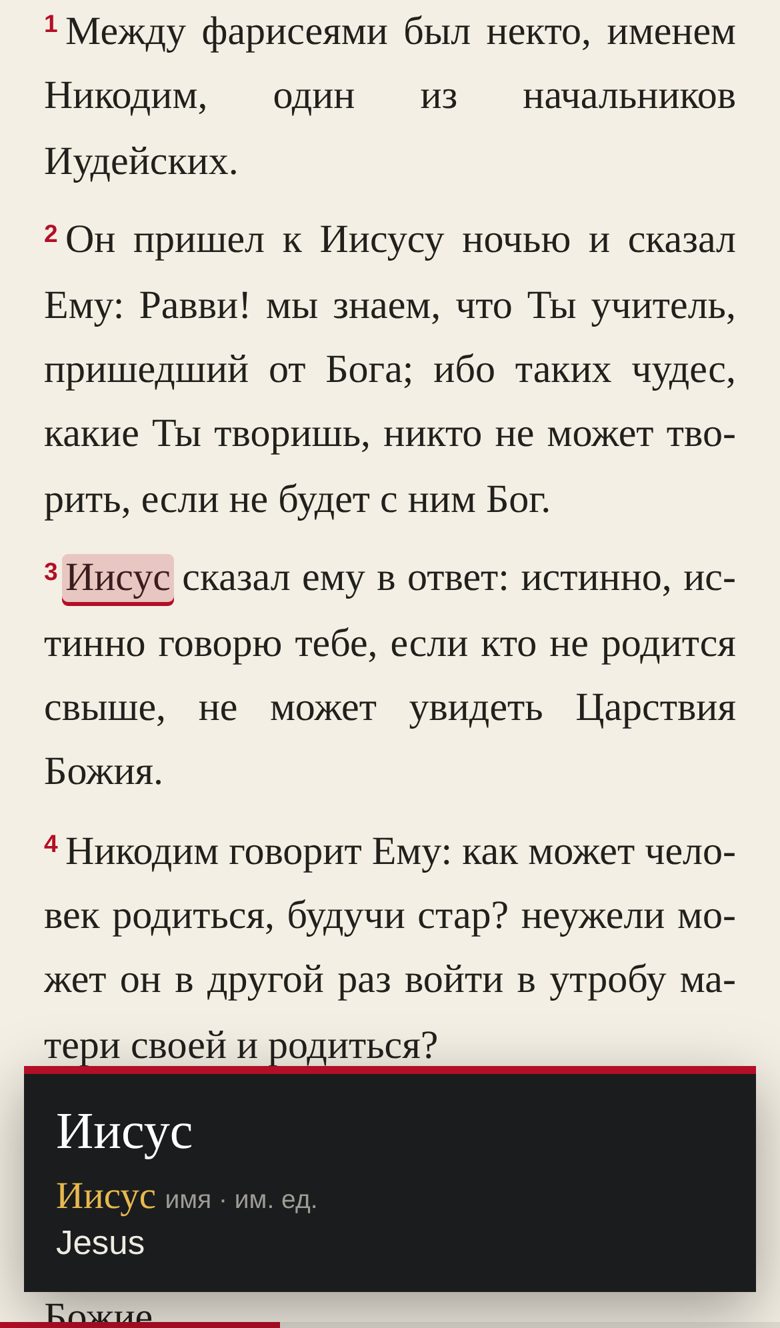 1 Между фарисеями был некто, именем
Никодим, один из начальников
Иудейских.
2 Он пришел к Иисусу ночью и сказал
Ему: Равви! мы знаем, что Ты учитель,
пришедший от Бога; ибо таких чудес,
какие Ты творишь, никто не может тво-
рить, если не будет с ним Бог.
3 Иисус сказал ему в ответ: истинно, ис-
тинно говорю тебе, если кто не родится
свыше, не может увидеть Царствия
Божия.
4 Никодим говорит Ему: как может чело-
век родиться, будучи стар? неужели мо-
жет он в другой раз войти в утробу ма-
тери своей и родиться?
Иисус
Иисус имя · им. ед.
Jesus
Божие